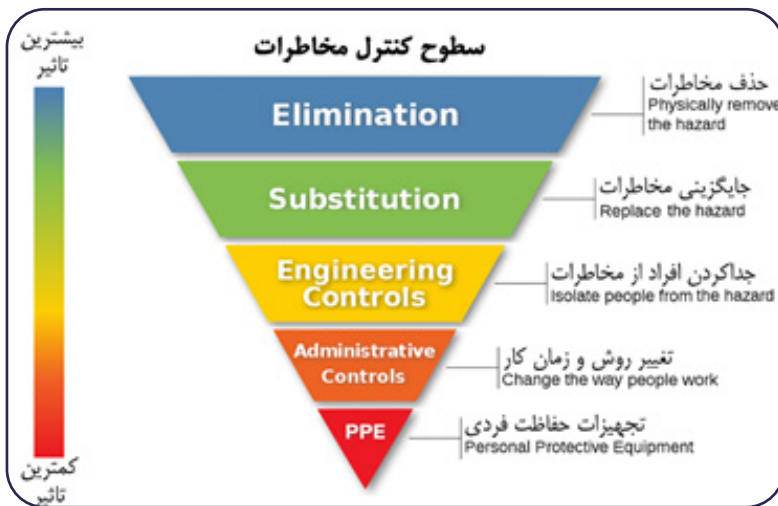 سطوح کنترل مخاطرات
بیشترین
تاثیر
Elimination
حذف مخاطرات
Physically remove
the hazard
Substitution
جایگزینی مخاطرات
Replace the hazard
Engineering
Controls
جداکردن افراد از مخاطرات
Isolate people from the hazard
Administrative
Controls
تغییر روش و زمان کار
Change the way people work
PPE
تجهیزات حفاظت فردی
Personal Protective Equipment
کمترین
تاثیر